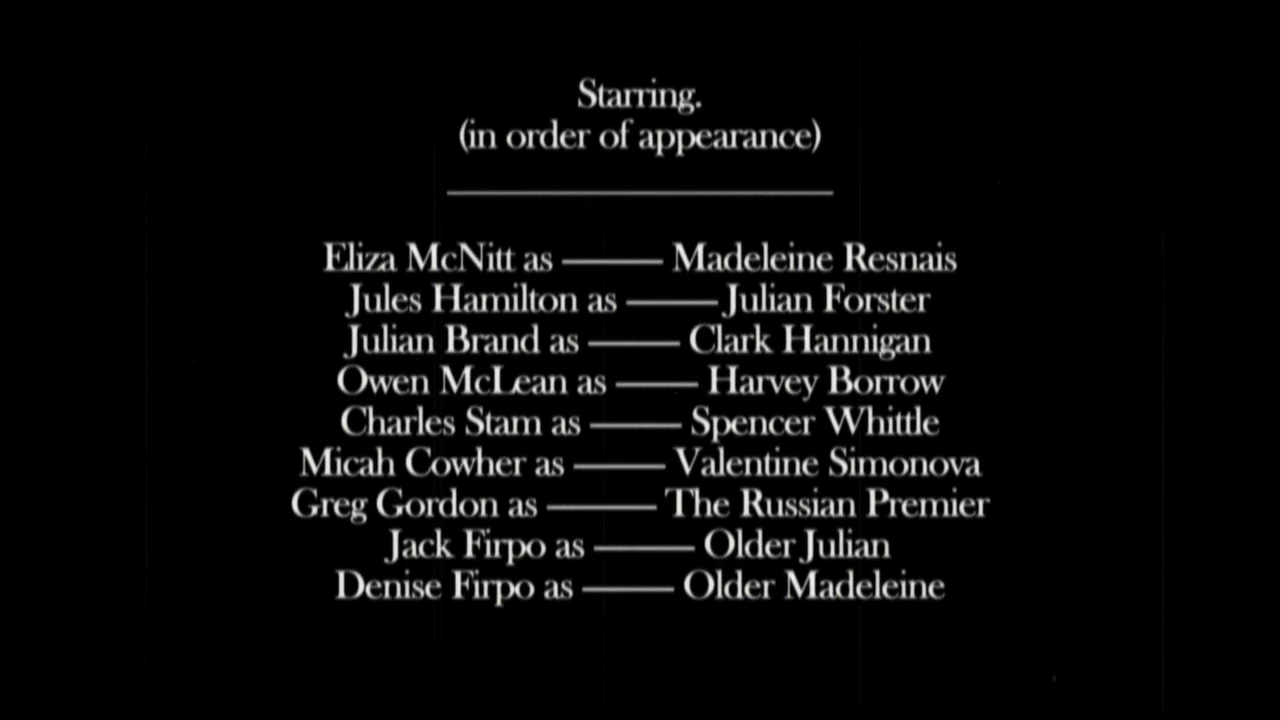 Starring.
(in order of appearance)
Eliza McNitt as ——— Madeleine Resnais
Jules Hamilton as ——— Julian Forster
Julian Brand as ——— Clark Hannigan
Owen McLean as ——— Harvey Borrow
Charles Stam as ——— Spencer Whittle
Micah Cowher as ——— Valentine Simonova
Greg Gordon as ——— The Russian Premier
Jack Firpo as ——— Older Julian
Denise Firpo as ——— Older Madeleine